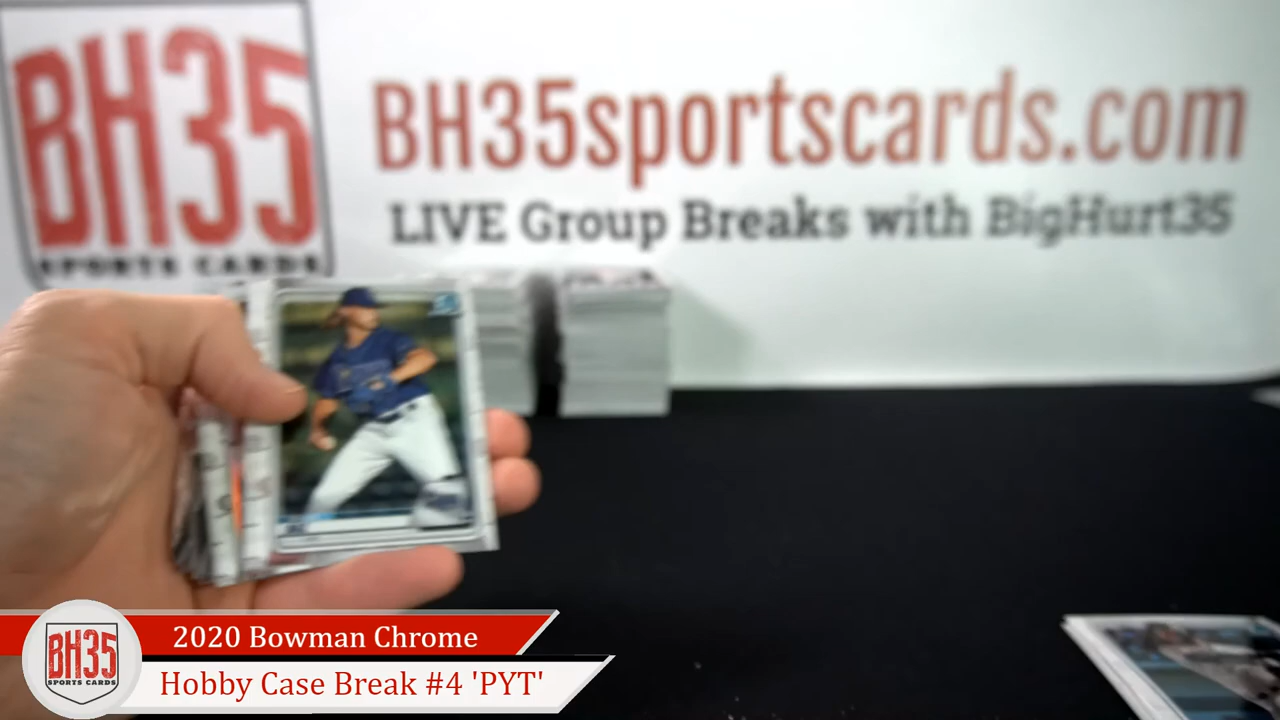 BH35
SPORTS CARDS
BH35sportscards.com
LIVE Group Breaks with BigHurt35
BH35
SPORTS CARDS
2020 Bowman Chrome
Hobby Case Break #4 'PYT'